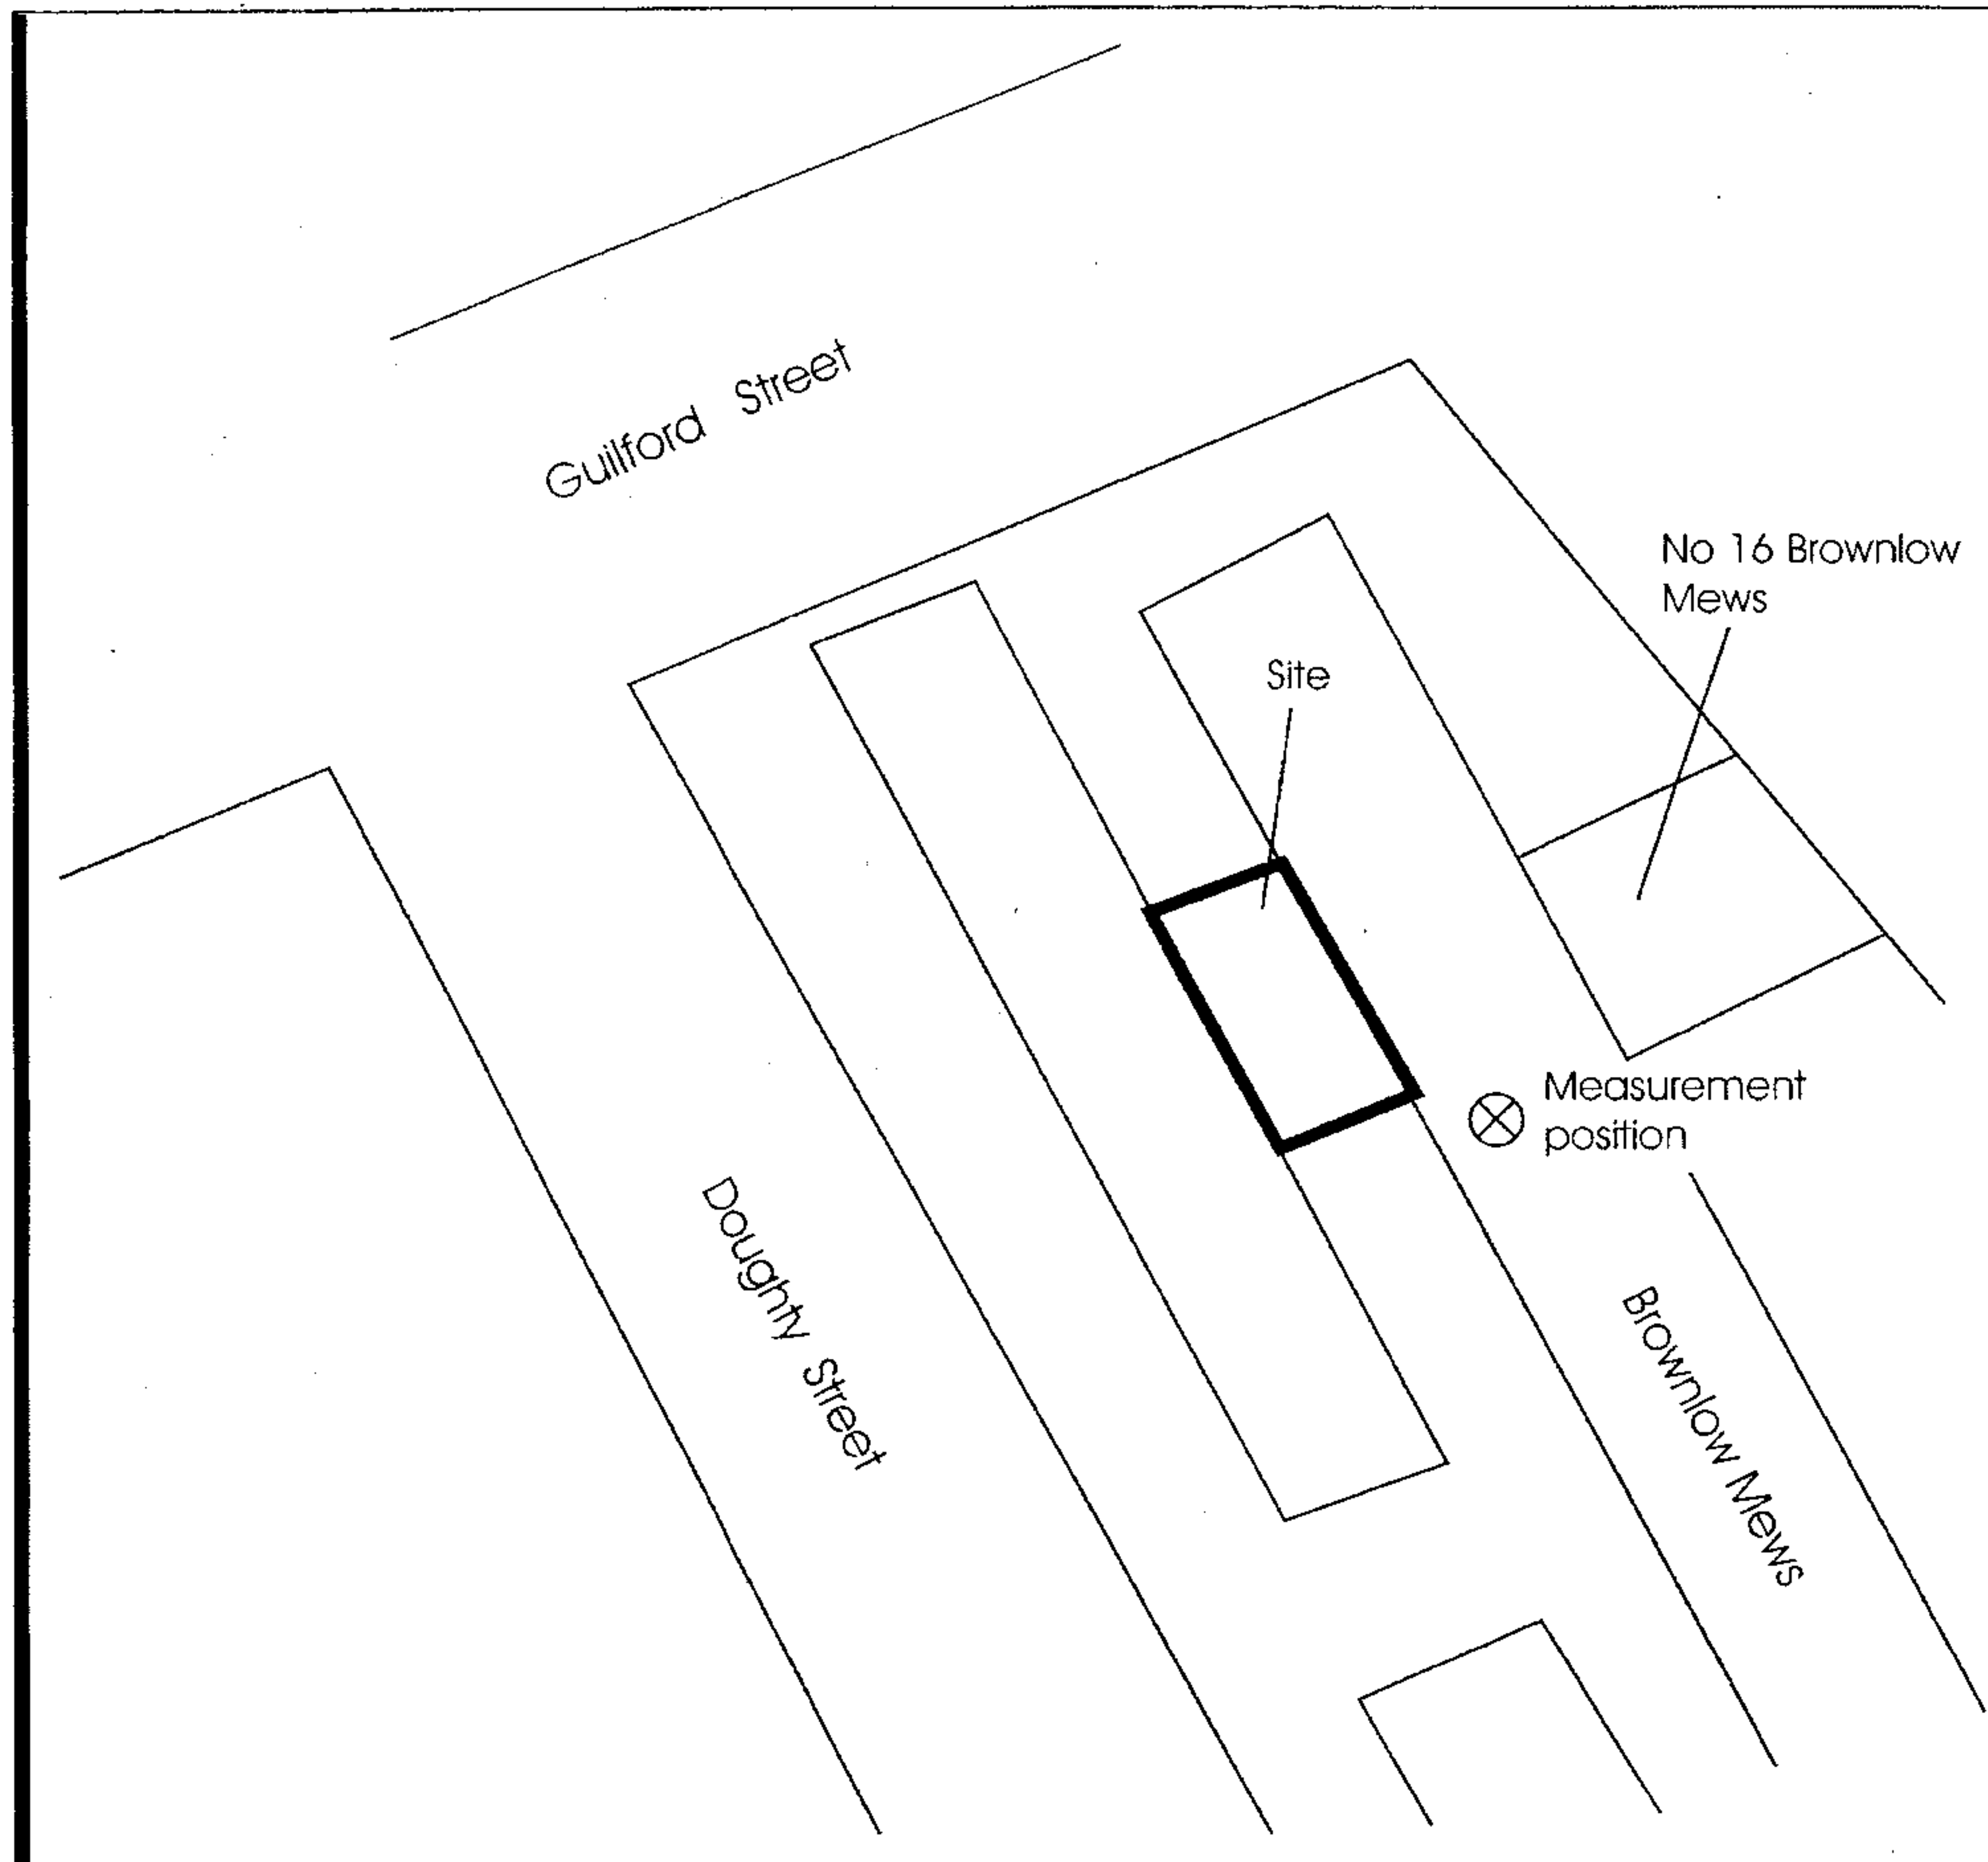 Guilford Street
No 16 Brownlow
Mews
Site
Measurement
position
Doughty Street
Brownlow Mews